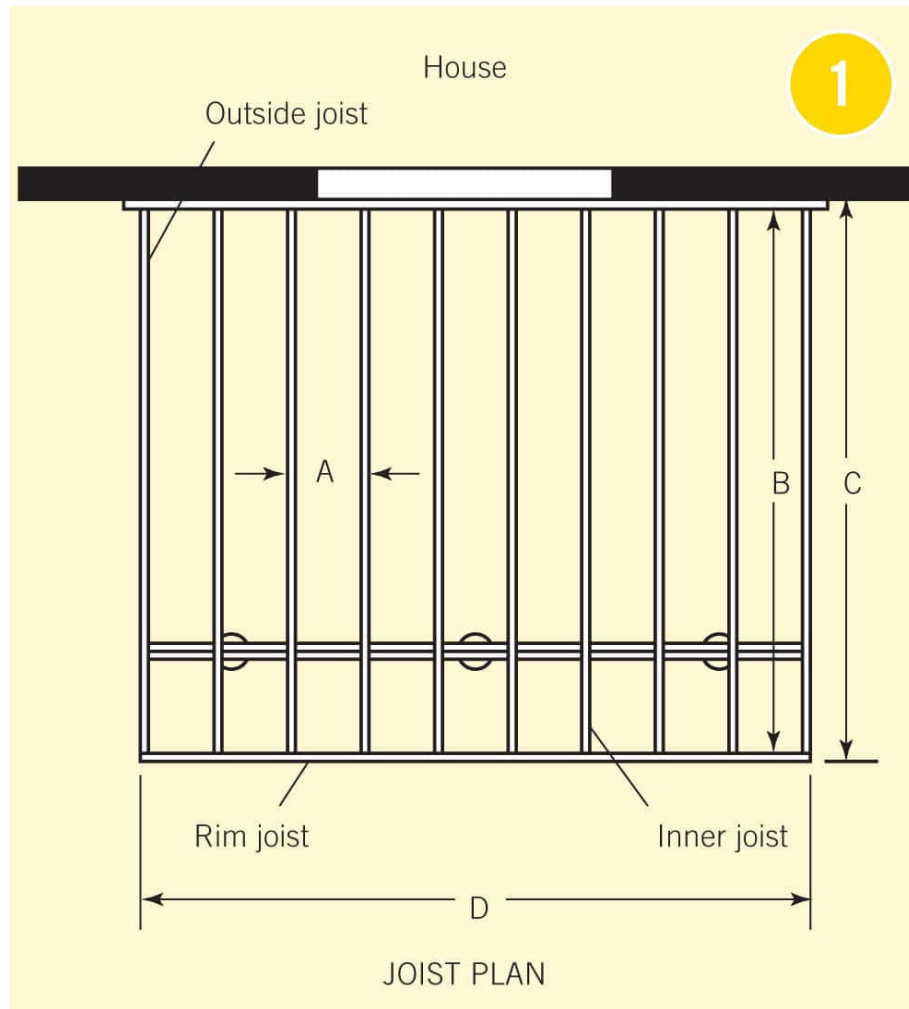 1
House
Outside joist
A
B
C
Rim joist
Inner joist
D
JOIST PLAN